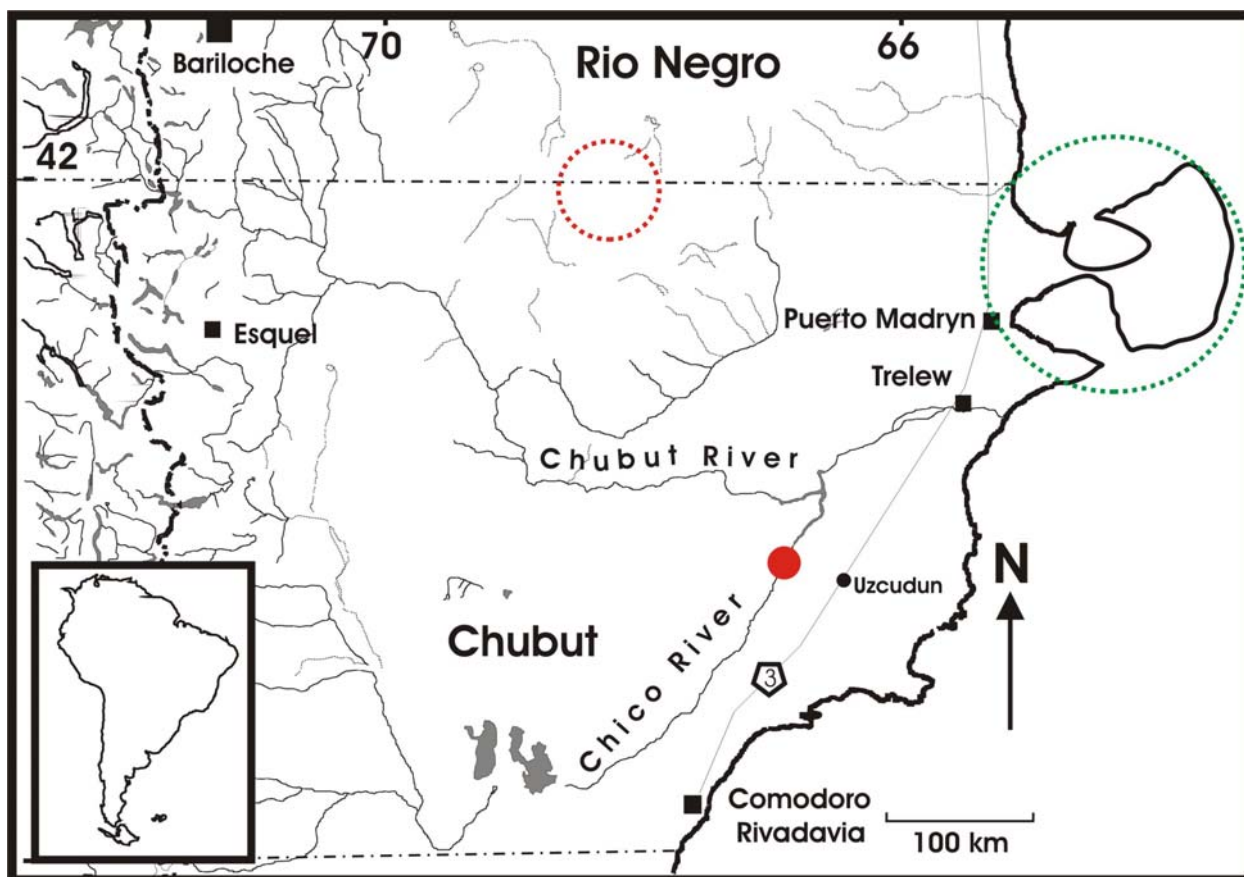 70
66
Bariloche
Rio Negro
42
Puerto Madryn
Esquel
Trelew
Chubut River
Uzcudun
N
Chubut
Chico River
3
Comodoro
Rivadavia
100 km